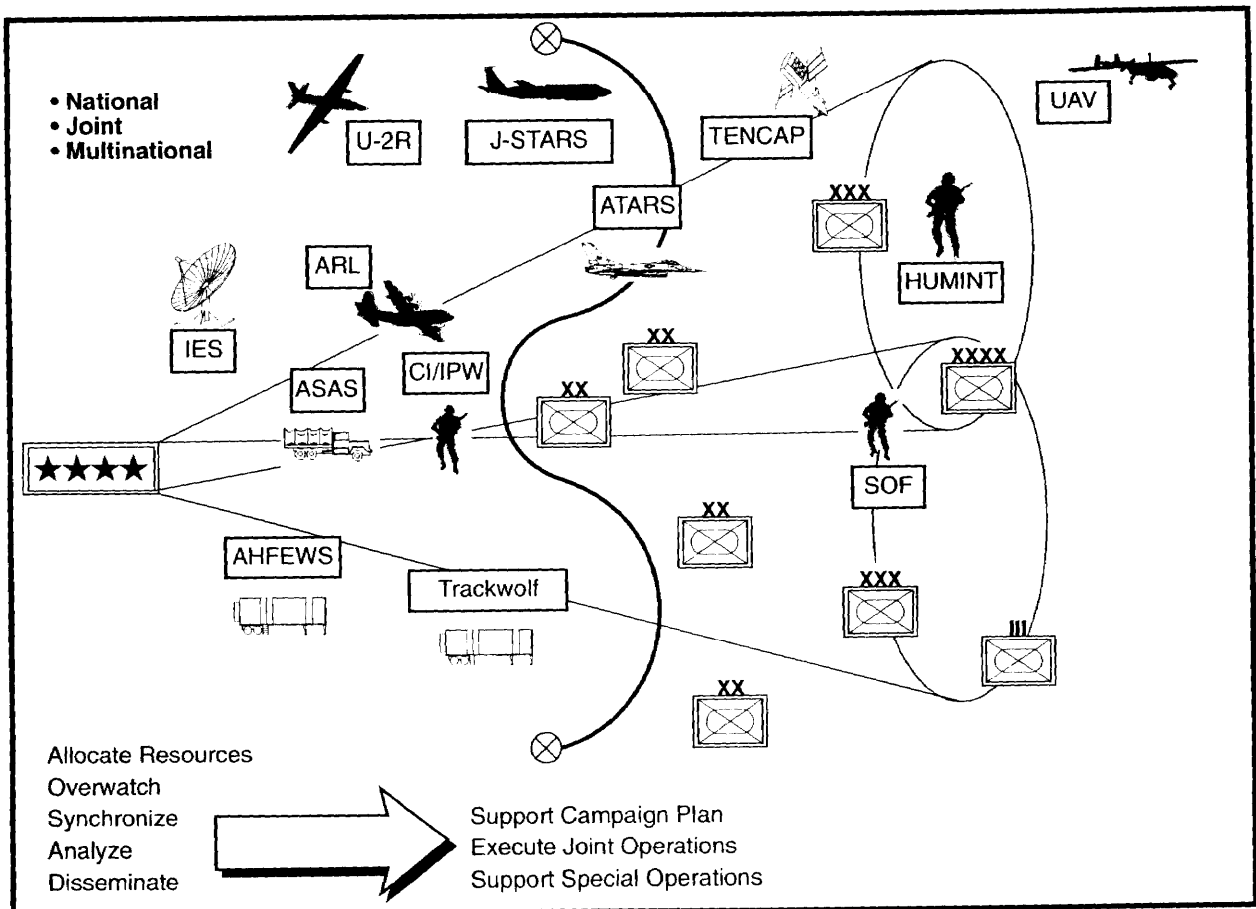 • National
• Joint
• Multinational
U-2R
J-STARS
TENCAP
UAV
ATARS
XXX
ARL
HUMINT
IES
XX
XXXX
CI/IPW
ASAS
XX
SOF
XX
AHFEWS
Trackwolf
XXX
III
XX
Allocate Resources
Overwatch
Synchronize
Analyze
Disseminate
Support Campaign Plan
Execute Joint Operations
Support Special Operations